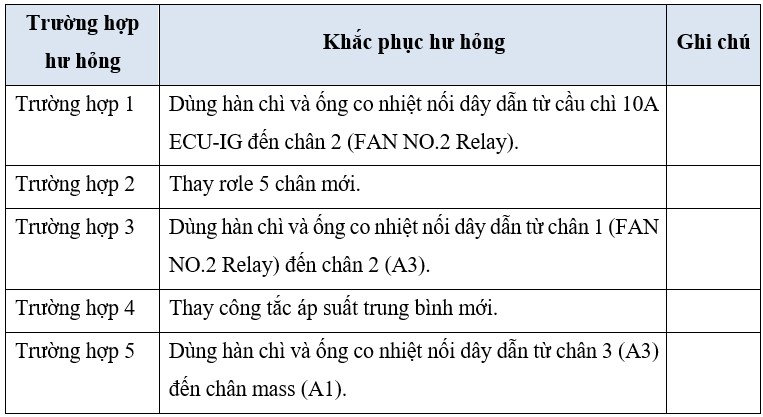 Trường hợp
hư hỏng
Khắc phục hư hỏng
Ghi chú
Trường hợp 1
Dùng hàn chì và ống co nhiệt nối dây dẫn từ cầu chì 10A
ECU-IG đến chân 2 (FAN NO.2 Relay).
Trường hợp 2
Thay rơle 5 chân mới.
Trường hợp 3
Dùng hàn chì và ống co nhiệt nối dây dẫn từ chân 1 (FAN
NO.2 Relay) đến chân 2 (A3).
Trường hợp 4
Thay công tắc áp suất trung bình mới.
Trường hợp 5
Dùng hàn chì và ống co nhiệt nối dây dẫn từ chân 3 (A3)
đến chân mass (A1).